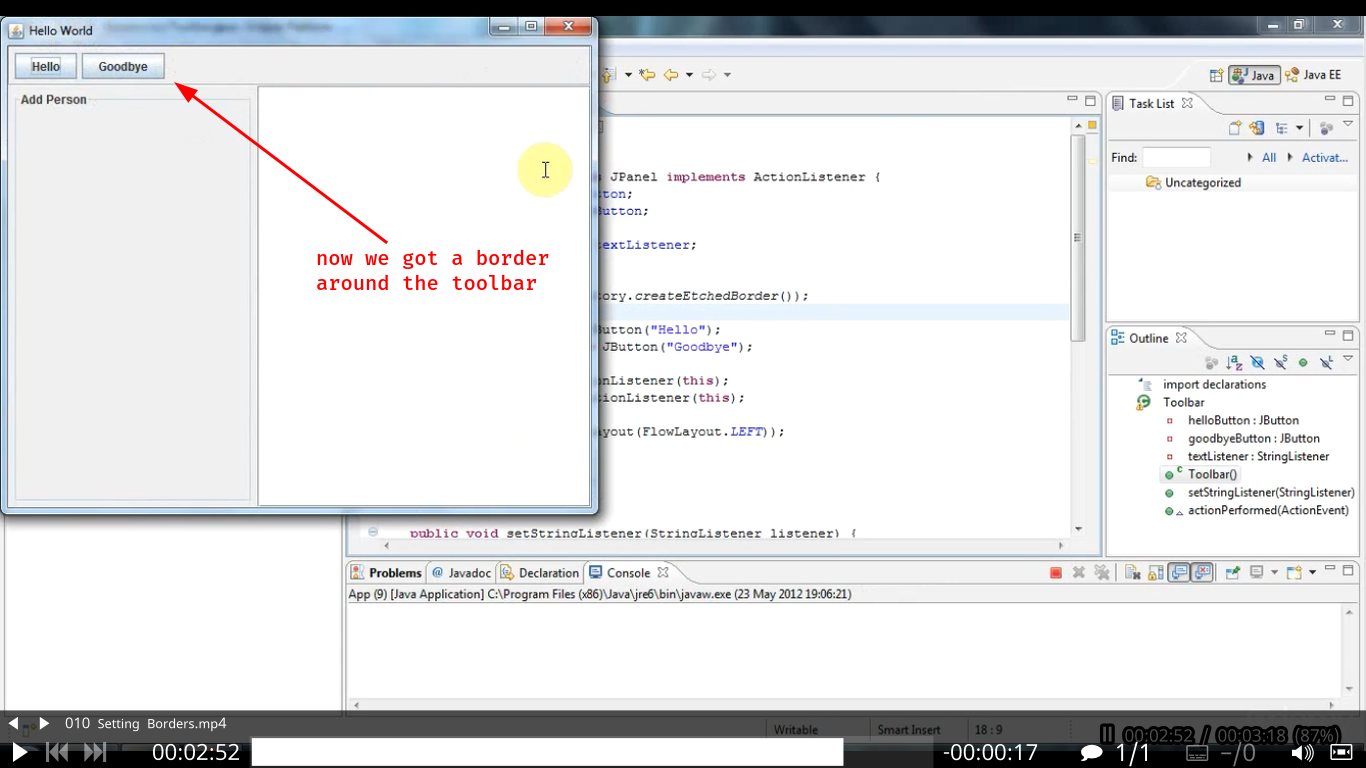 Hello World
Hello
Goodbye
Java
Java EE
Add Person
Task List
Find:
All
Activat...
Uncategorized
JPanel implements ActionListener {
ton;
utton;
extListener;
now we got a border
around the toolbar
ory.createEtchedBorder());
utton("Hello");
JButton("Goodbye");
onListener(this);
tionListener(this);
ayout(FlowLayout.LEFT));
public void setStringListener(StringListener listener) {
Outline
import declarations
Toolbar
helloButton : JButton
goodbyeButton : JButton
textListener : StringListener
Toolbar()
setStringListener(StringListener)
actionPerformed(ActionEvent)
Problems
Javadoc
Declaration
Console
App (9) [Java Application] C:\Program Files (x86)\Java\jre6\bin\javaw.exe (23 May 2012 19:06:21)
010 Setting Borders.mp4
Writable
Smart Insert
18 : 9
00:02:52 / 00:03:18 (87%)
00:02:52
-00:00:17
1/1
–/0